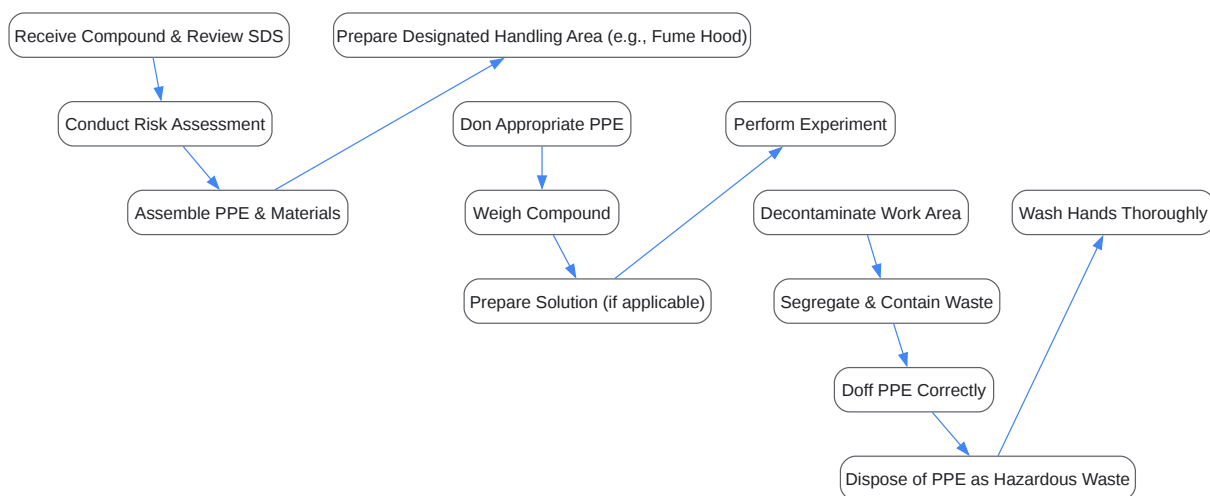 Receive Compound & Review SDS
Prepare Designated Handling Area (e.g., Fume Hood)
Conduct Risk Assessment
Don Appropriate PPE
Perform Experiment
Assemble PPE & Materials
Weigh Compound
Decontaminate Work Area
Wash Hands Thoroughly
Prepare Solution (if applicable)
Segregate & Contain Waste
Doff PPE Correctly
Dispose of PPE as Hazardous Waste